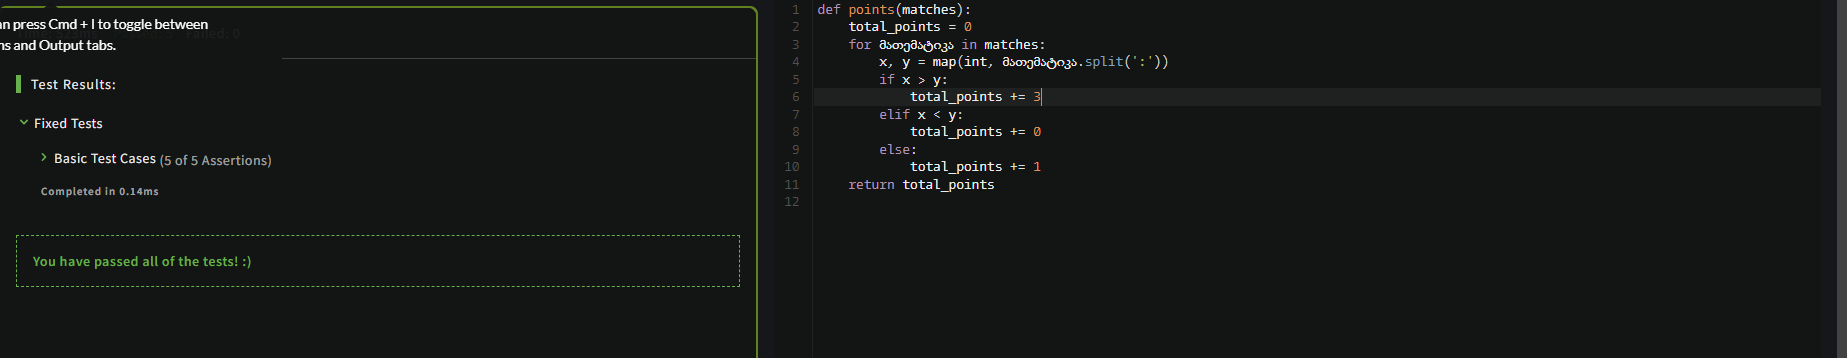 an press Cmd + I to toggle between
ns and Output tabs.
Test Results:
Fixed Tests
Basic Test Cases (5 of 5 Assertions)
Completed in 0.14ms
You have passed all of the tests! :)
1 def points(matches):
2     total_points = 0
3     for მათემატიკა in matches:
4         x, y = map(int, მათემატიკა.split(':'))
5         if x > y:
6             total_points += 3
7         elif x < y:
8             total_points += 0
9         else:
10             total_points += 1
11     return total_points
12